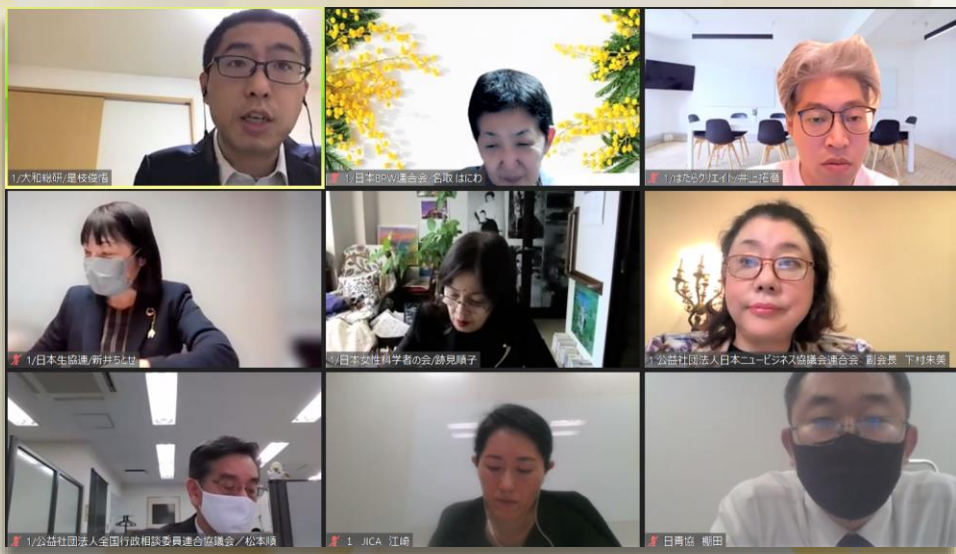 1/大和総研/是枝俊悟
1/日本BPW連合会/名取 はにわ
1/はたらクリエイト/井上拓磨
1/日本生協連/新井ちとせ
1/日本女性科学者の会/跡見順子
1 公益社団法人日本ニュービジネス協議会連合会 副会長 下村朱美
1/公益社団法人全国行政相談委員連合協議会／松本順
1 JICA 江崎
日青協 棚田